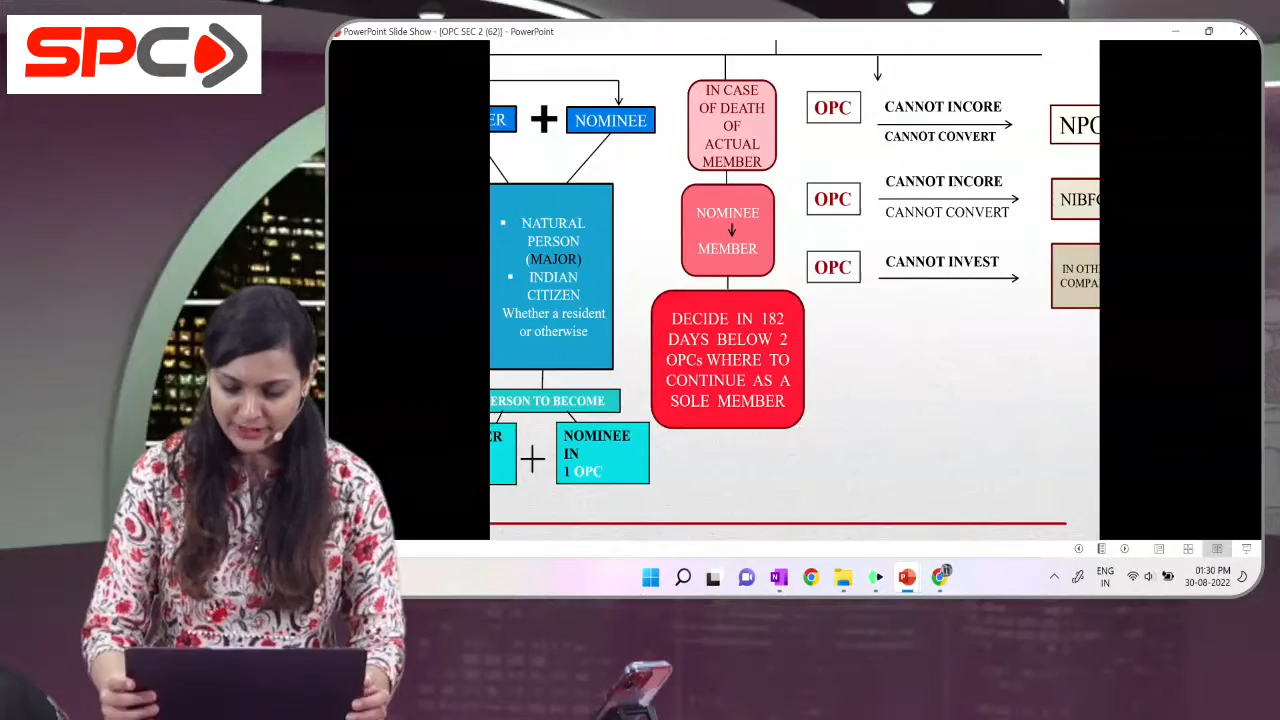 SPC
PowerPoint Slide Show - [OPC SEC 2 (62)] - PowerPoint
ER
NOMINEE
NATURAL
PERSON
(MAJOR)
INDIAN
CITIZEN
Whether a resident
or otherwise
ERSON TO BECOME
ER
NOMINEE
IN
1 OPC
IN CASE
OF DEATH
OF
ACTUAL
MEMBER
NOMINEE
MEMBER
DECIDE IN 182
DAYS BELOW 2
OPCs WHERE TO
CONTINUE AS A
SOLE MEMBER
OPC
CANNOT INCORE
CANNOT CONVERT
NPC
OPC
CANNOT INCORE
CANNOT CONVERT
NIBFC
OPC
CANNOT INVEST
IN OTH
COMPA
ENG
IN
01:30 PM
30-08-2022